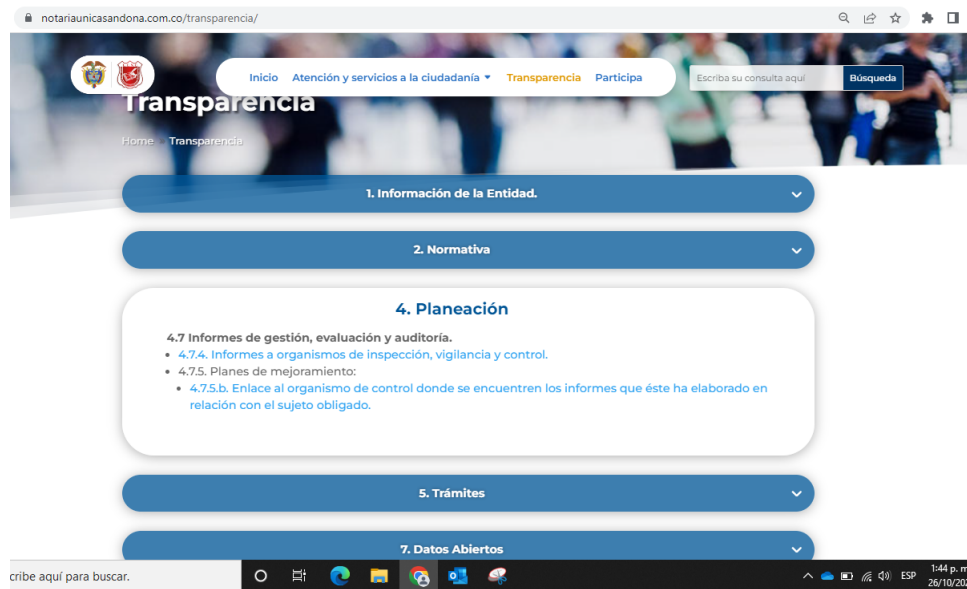 notariaunicasandona.com.co/transparencia/
Inicio Atención y servicios a la ciudadanía Transparencia Participa
Escriba su consulta aquí Búsqueda
Transparencia
Home Transparencia
1. Información de la Entidad.
2. Normativa
4. Planeación
4.7 Informes de gestión, evaluación y auditoría.
4.7.4. Informes a organismos de inspección, vigilancia y control.
4.7.5. Planes de mejoramiento:
4.7.5.b. Enlace al organismo de control donde se encuentren los informes que éste ha elaborado en
relación con el sujeto obligado.
5. Trámites
7. Datos Abiertos
cribe aquí para buscar.
ESP
1:44 p. m
26/10/202